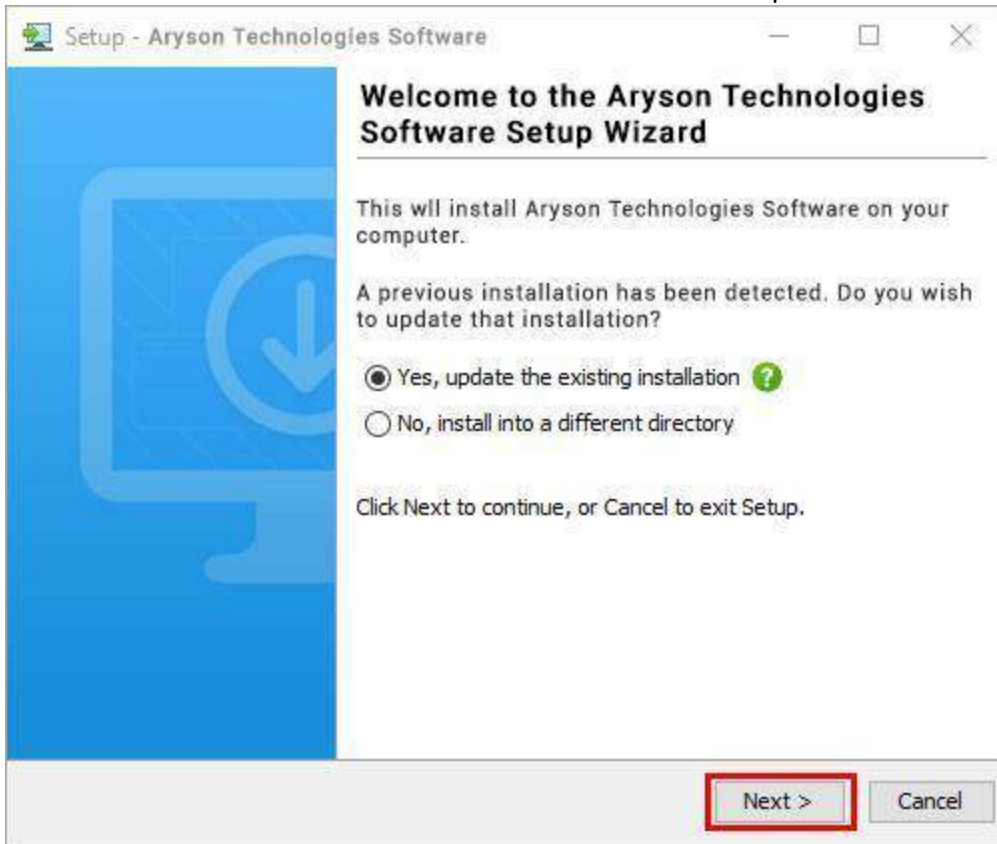 Setup - Aryson Technologies Software
Welcome to the Aryson Technologies
Software Setup Wizard
This wll install Aryson Technologies Software on your
computer.
A previous installation has been detected. Do you wish
to update that installation?
Yes, update the existing installation ?
No, install into a different directory
Click Next to continue, or Cancel to exit Setup.
Next >
Cancel